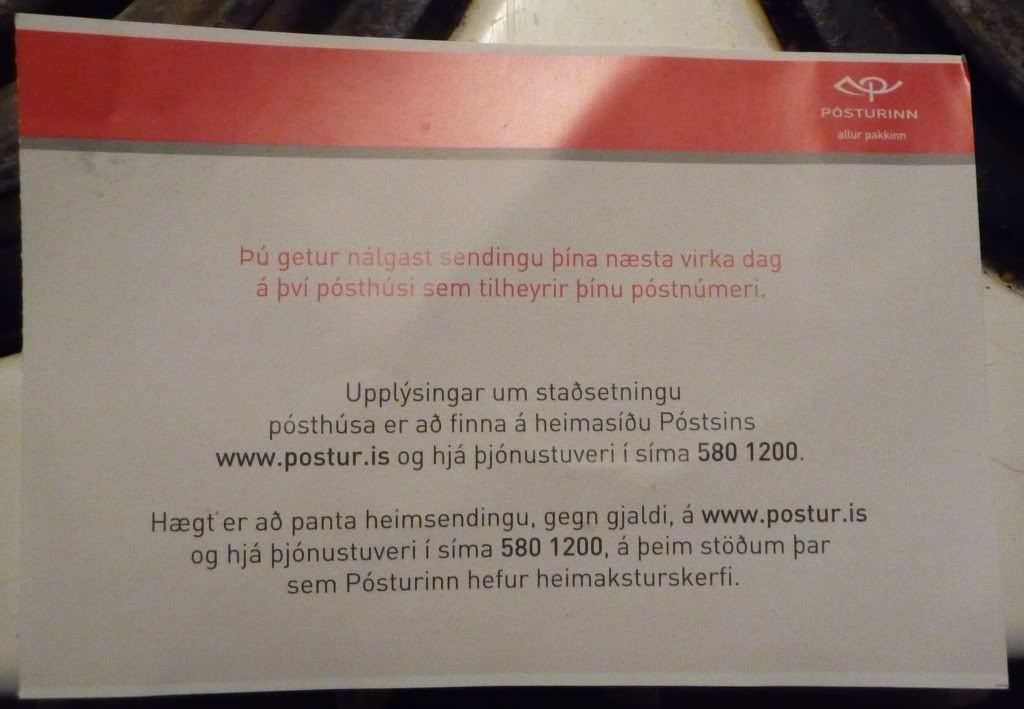 PÓSTURINN
allur pakkinn
Þú getur nálgast sendingu þína næsta virka dag
á því pósthúsi sem tilheyrir þínu póstnúmeri.
Upplýsingar um staðsetningu
pósthúsa er að finna á heimasíðu Póstsins
www.postur.is og hjá þjónustuveri í síma 580 1200.
Hægt er að panta heimsendingu, gegn gjaldi, á www.postur.is
og hjá þjónustuveri í síma 580 1200, á þeim stöðum þar
sem Pósturinn hefur heimaksturskerfi.